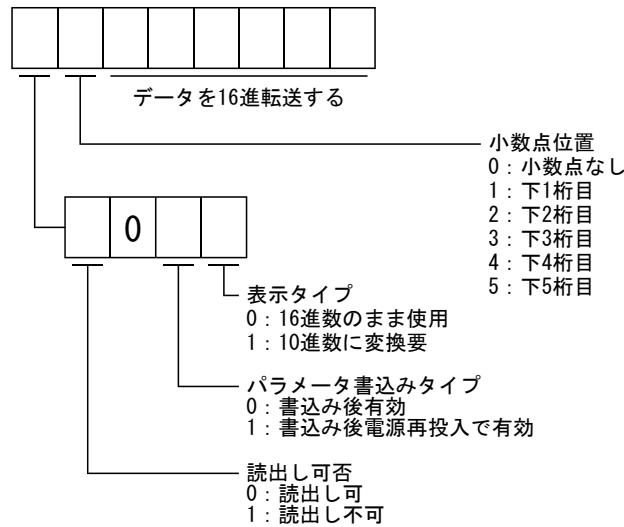 データを16進転送する
小数点位置
0：小数点なし
1：下1桁目
2：下2桁目
3：下3桁目
4：下4桁目
5：下5桁目
0
表示タイプ
0：16進数のまま使用
1：10進数に変換要
パラメータ書込みタイプ
0：書込み後有効
1：書込み後電源再投入で有効
読出し可否
0：読出し可
1：読出し不可